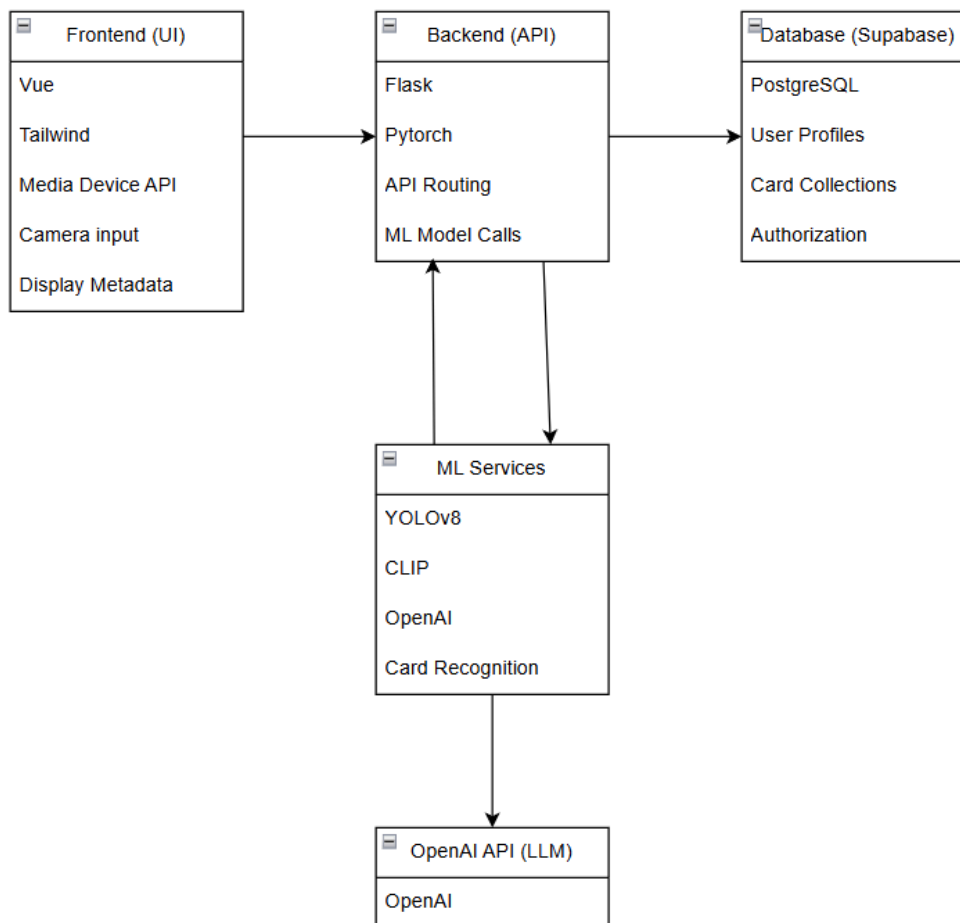 Frontend (UI)
Vue
Tailwind
Media Device API
Camera input
Display Metadata
Backend (API)
Flask
Pytorch
API Routing
ML Model Calls
Database (Supabase)
PostgreSQL
User Profiles
Card Collections
Authorization
ML Services
YOLOv8
CLIP
OpenAI
Card Recognition
OpenAI API (LLM)
OpenAI